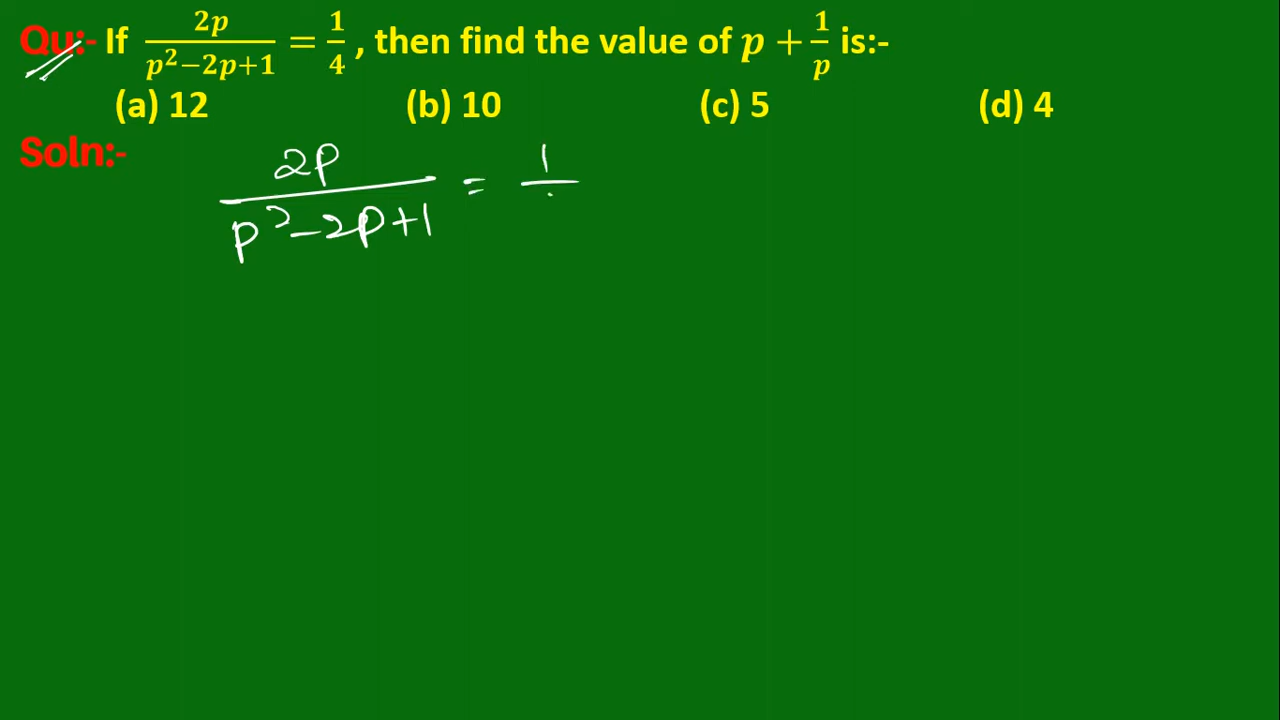 Qu:- If 2p/(p²−2p+1) = 1/4 , then find the value of p + 1/p is:-
(a) 12 (b) 10 (c) 5 (d) 4
Soln:-
2p/(p²−2p+1) = 1/